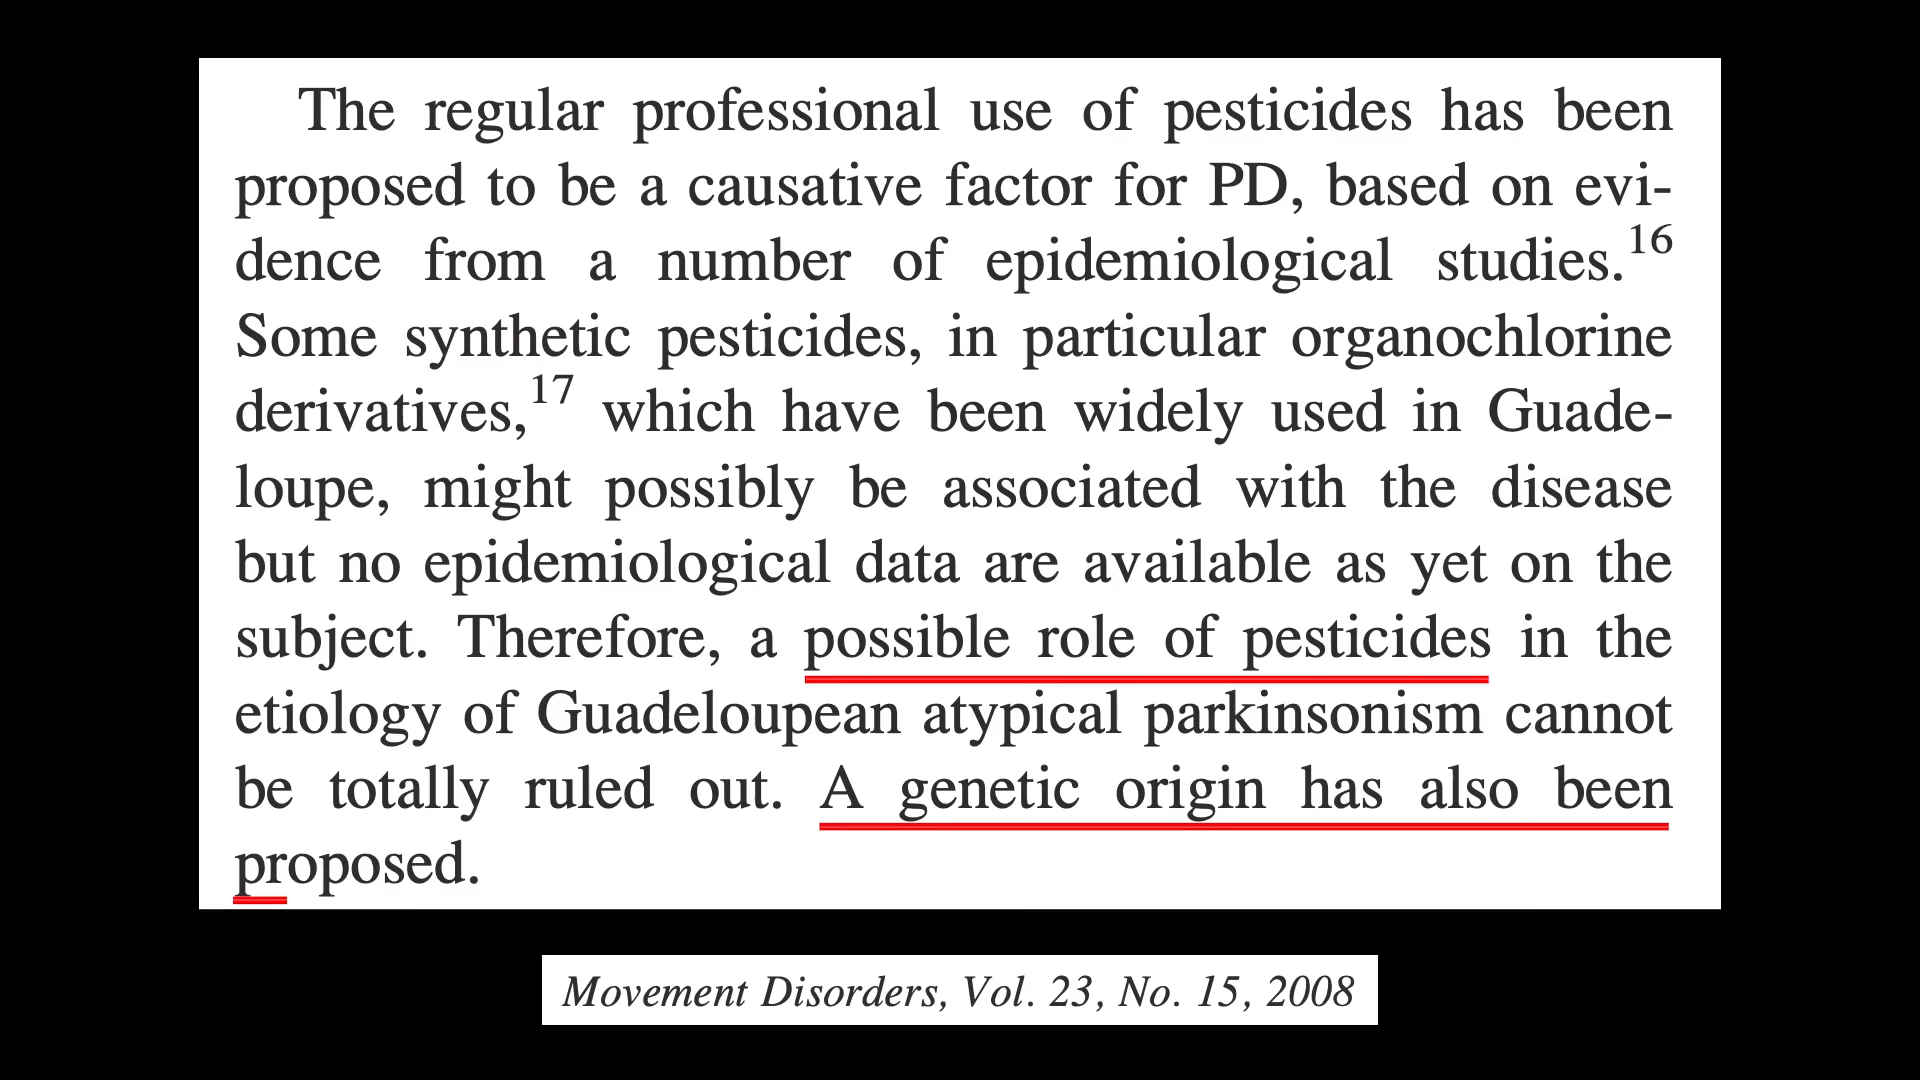 The regular professional use of pesticides has been
proposed to be a causative factor for PD, based on evi-
dence from a number of epidemiological studies.16
Some synthetic pesticides, in particular organochlorine
derivatives,17 which have been widely used in Guade-
loupe, might possibly be associated with the disease
but no epidemiological data are available as yet on the
subject. Therefore, a possible role of pesticides in the
etiology of Guadeloupean atypical parkinsonism cannot
be totally ruled out. A genetic origin has also been
proposed.
Movement Disorders, Vol. 23, No. 15, 2008